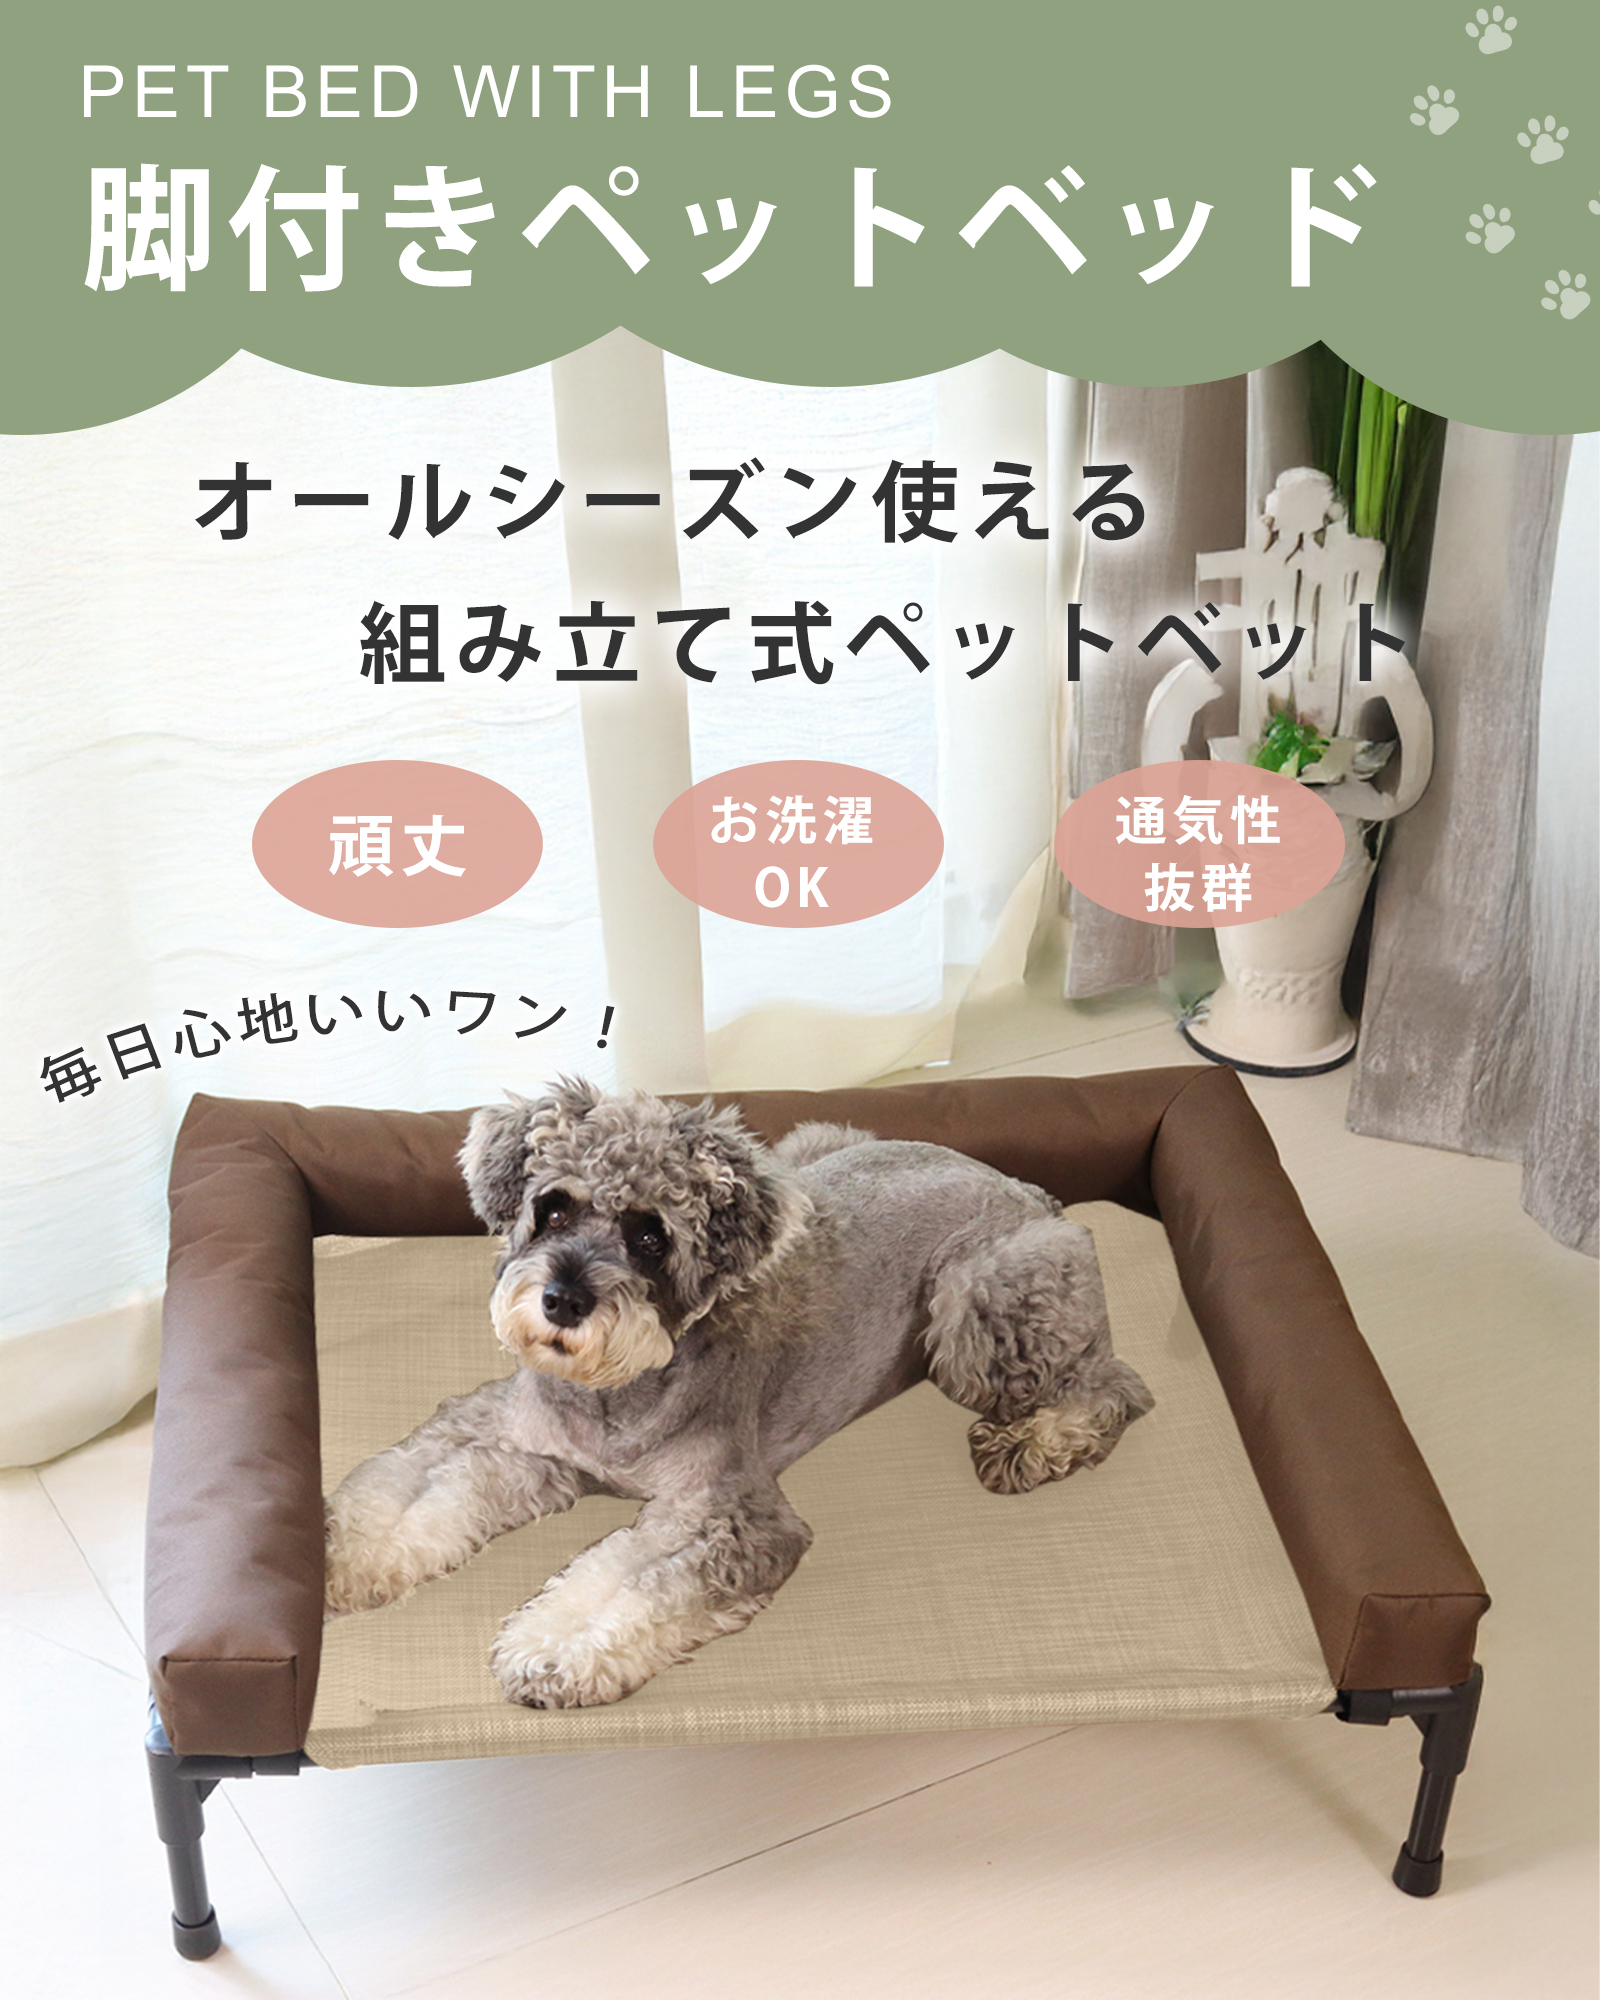 PET BED WITH LEGS
脚付きペットベッド
オールシーズン使える
組み立て式ペットベット
頑丈
お洗濯
OK
通気性
抜群
毎日心地いいワン！